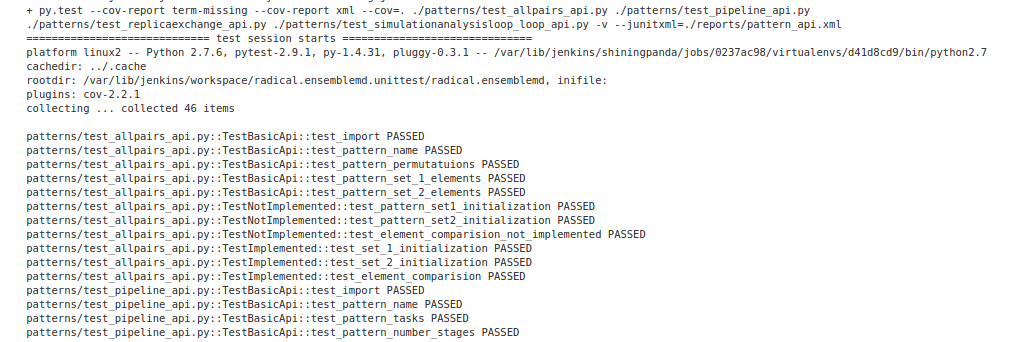 + py.test --cov-report term-missing --cov-report xml --cov=. ./patterns/test_allpairs_api.py ./patterns/test_pipeline_api.py
./patterns/test_replicaexchange_api.py ./patterns/test_simulationanalysisloop_loop_api.py -v --junitxml=./reports/pattern_api.xml
============================= test session starts ==============================
platform linux2 -- Python 2.7.6, pytest-2.9.1, py-1.4.31, pluggy-0.3.1 -- /var/lib/jenkins/shiningpanda/jobs/0237ac98/virtualenvs/d41d8cd9/bin/python2.7
cachedir: ../.cache
rootdir: /var/lib/jenkins/workspace/radical.ensemblemd.unittest/radical.ensemblemd, inifile:
plugins: cov-2.2.1
collecting ... collected 46 items
patterns/test_allpairs_api.py::TestBasicApi::test_import PASSED
patterns/test_allpairs_api.py::TestBasicApi::test_pattern_name PASSED
patterns/test_allpairs_api.py::TestBasicApi::test_pattern_permutatuions PASSED
patterns/test_allpairs_api.py::TestBasicApi::test_pattern_set_1_elements PASSED
patterns/test_allpairs_api.py::TestBasicApi::test_pattern_set_2_elements PASSED
patterns/test_allpairs_api.py::TestNotImplemented::test_pattern_set1_initialization PASSED
patterns/test_allpairs_api.py::TestNotImplemented::test_pattern_set2_initialization PASSED
patterns/test_allpairs_api.py::TestNotImplemented::test_element_comparision_not_implemented PASSED
patterns/test_allpairs_api.py::TestImplemented::test_set_1_initialization PASSED
patterns/test_allpairs_api.py::TestImplemented::test_set_2_initialization PASSED
patterns/test_allpairs_api.py::TestImplemented::test_element_comparision PASSED
patterns/test_pipeline_api.py::TestBasicApi::test_import PASSED
patterns/test_pipeline_api.py::TestBasicApi::test_pattern_name PASSED
patterns/test_pipeline_api.py::TestBasicApi::test_pattern_tasks PASSED
patterns/test_pipeline_api.py::TestBasicApi::test_pattern_number_stages PASSED